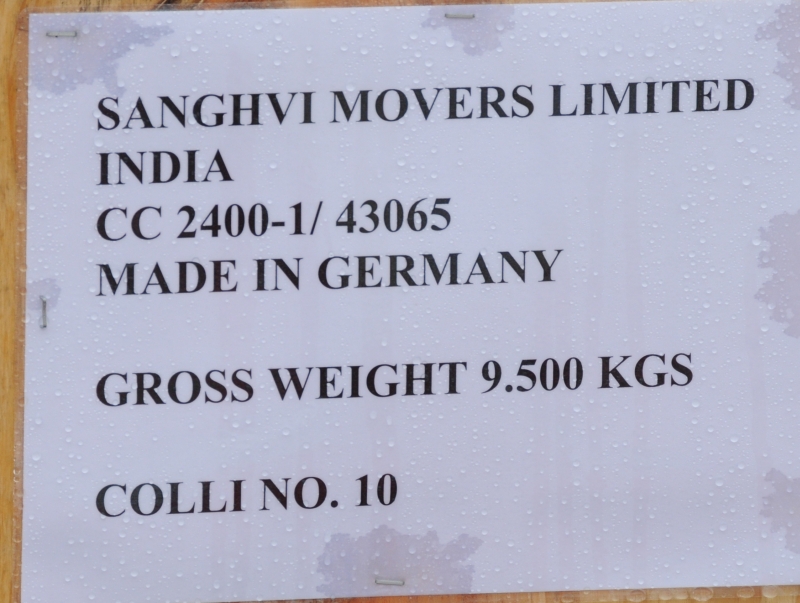 SANGHVI MOVERS LIMITED
INDIA
CC 2400-1/ 43065
MADE IN GERMANY
GROSS WEIGHT 9.500 KGS
COLLI NO. 10